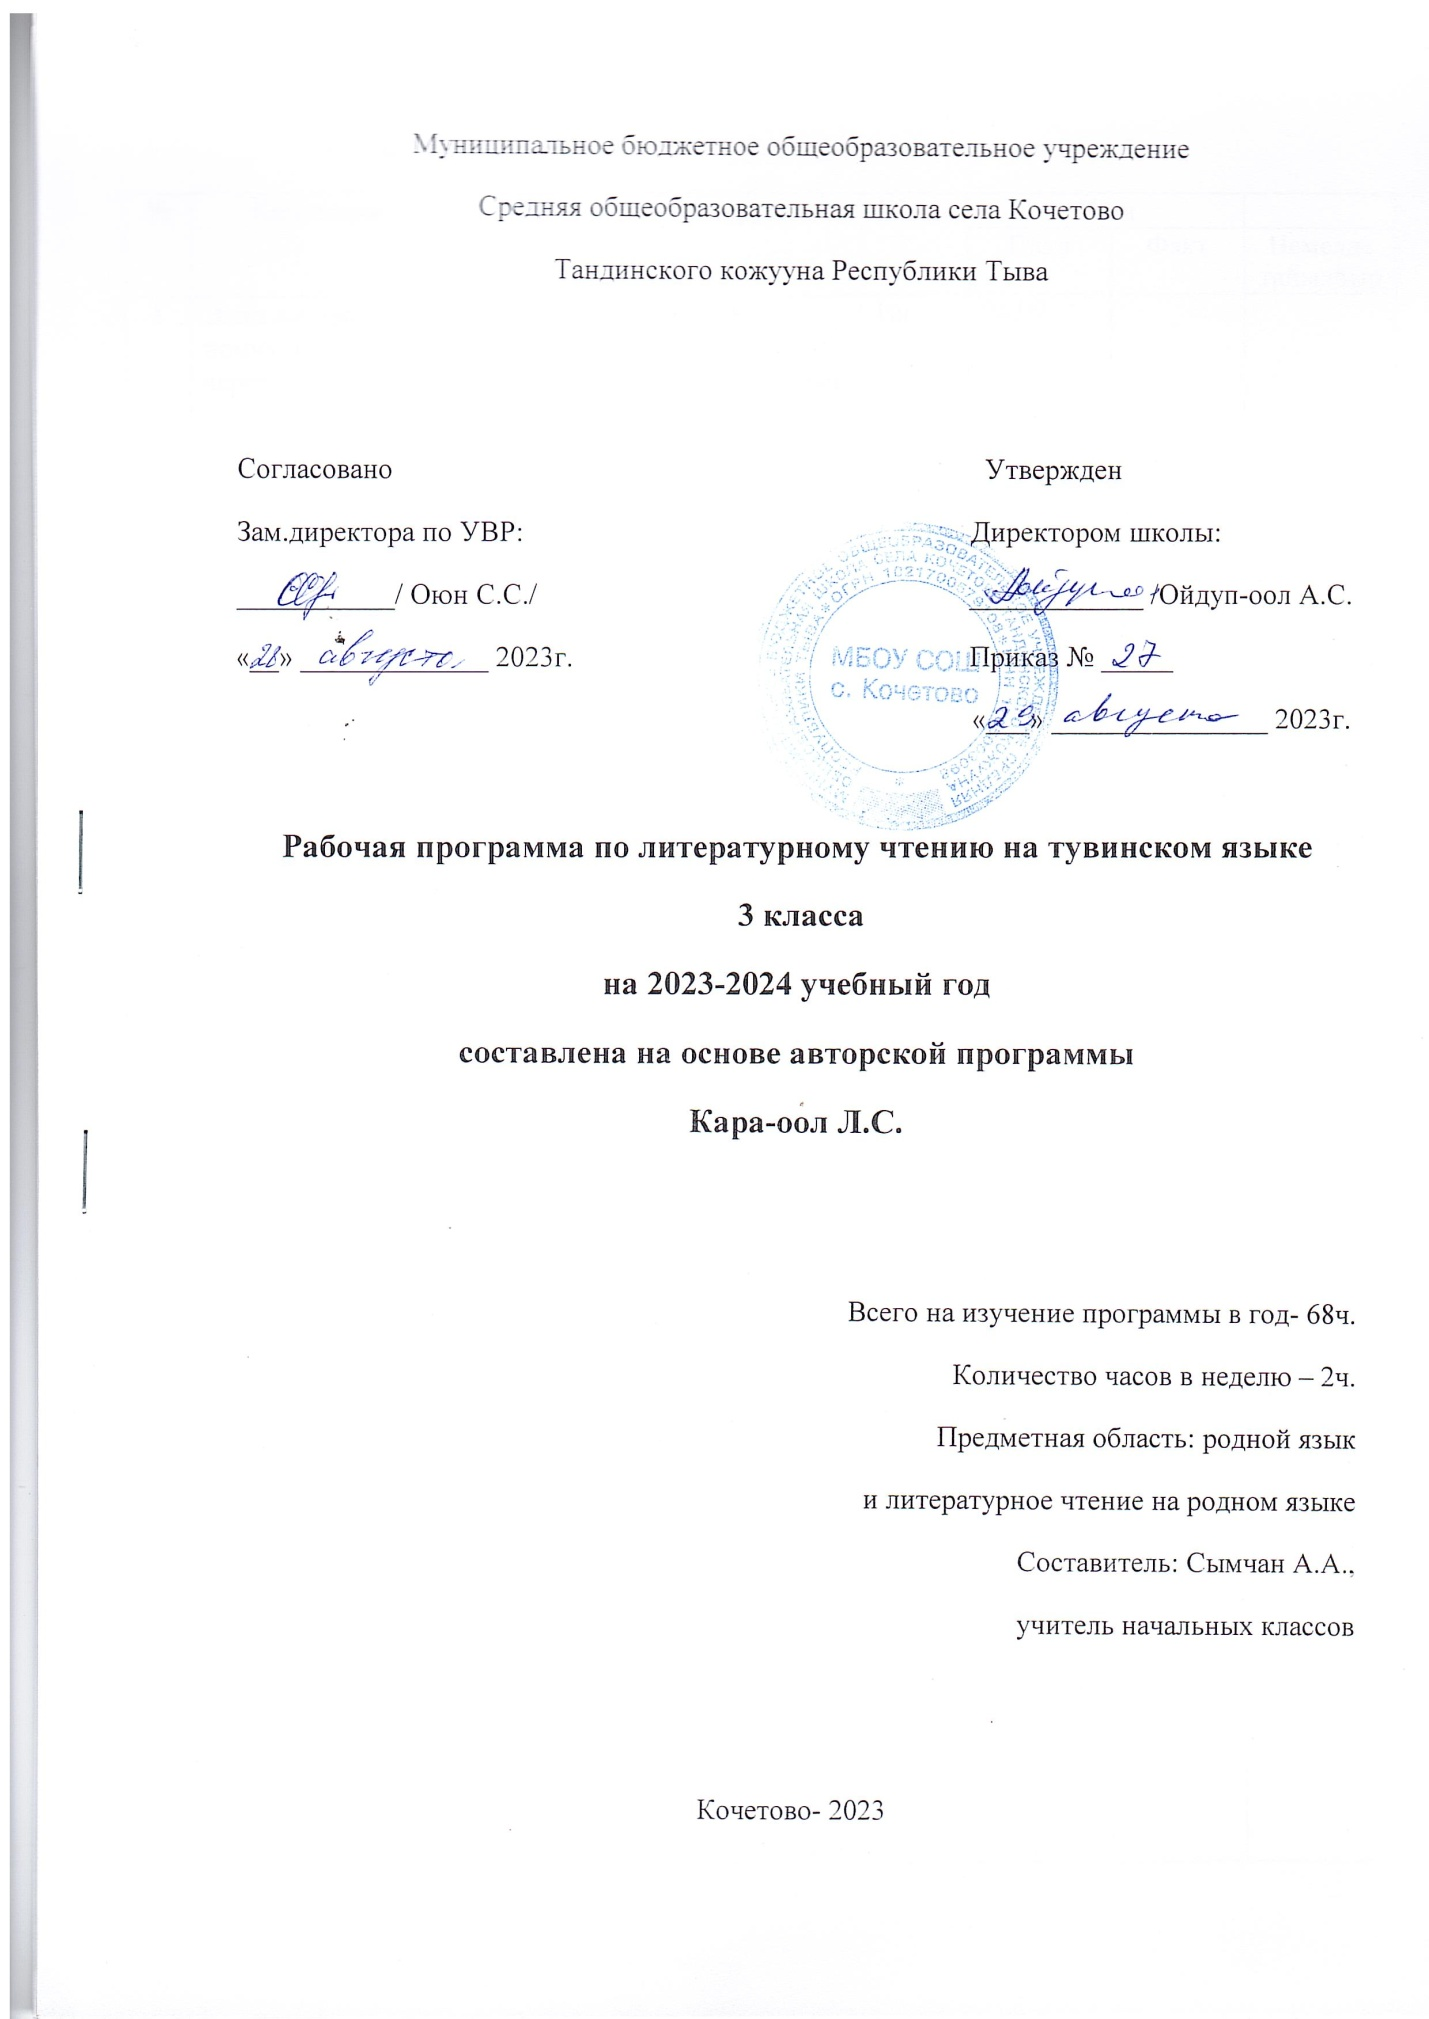 Муниципальное бюджетное общеобразовательное учреждение
Средняя общеобразовательная школа села Кочетово
Тандинского кожууна Республики Тыва
Согласовано
Зам.директора по УВР:
/ Оюн С.С./
«26» августа 2023г.
Утвержден
Директором школы:
/Ойдуп-оол А.С.
Приказ № 27
«29» августа 2023г.
МБОУ СОШ
с. Кочетово
Рабочая программа по литературному чтению на тувинском языке
3 класса
на 2023-2024 учебный год
составлена на основе авторской программы
Кара-оол Л.С.
Всего на изучение программы в год- 68ч.
Количество часов в неделю – 2ч.
Предметная область: родной язык
и литературное чтение на родном языке
Составитель: Сымчан А.А.,
учитель начальных классов
Кочетово- 2023